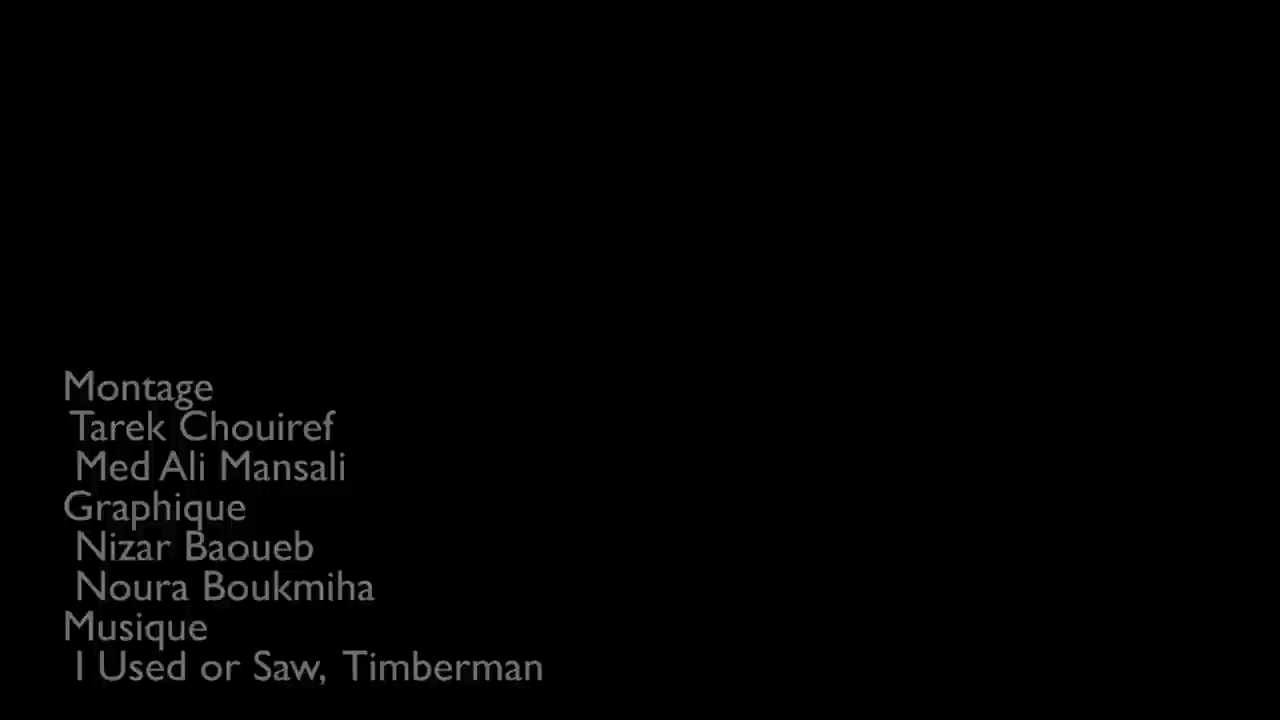 Montage
Tarek Chouiref
Med Ali Mansali
Graphique
Nizar Baoueb
Noura Boukmiha
Musique
I Used or Saw, Timberman